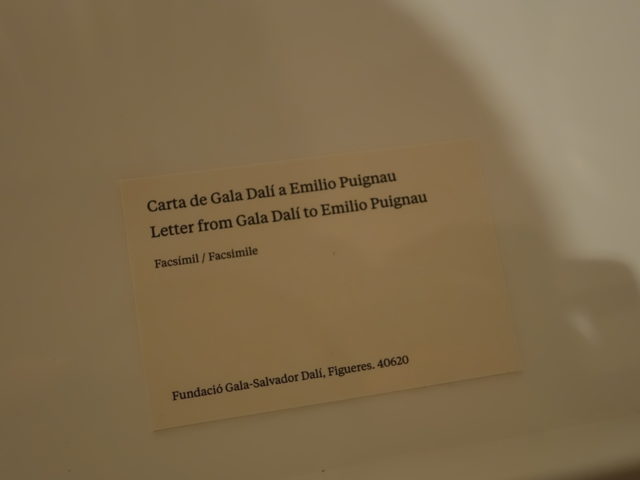 Carta de Gala Dalí a Emilio Puignau
Letter from Gala Dalí to Emilio Puignau
Facsímil / Facsimile
Fundació Gala-Salvador Dalí, Figueres. 40620